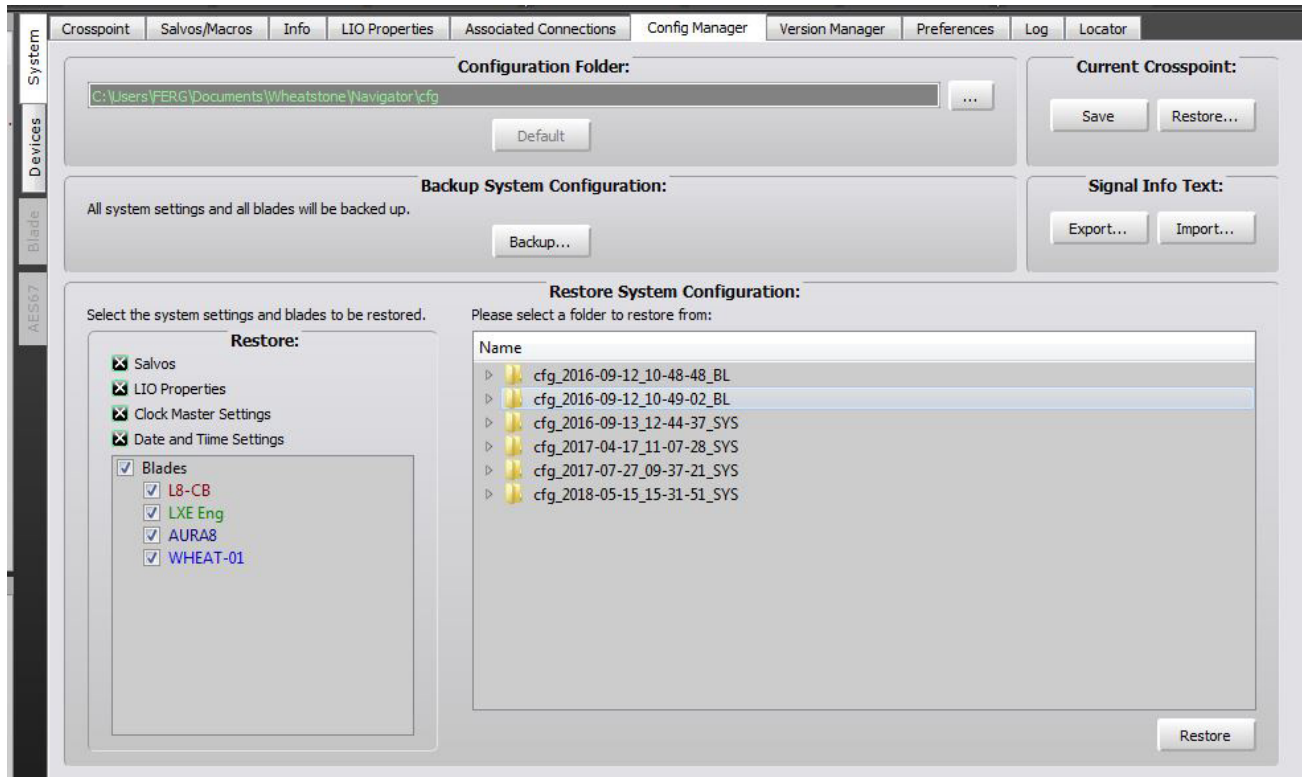 System
Devices
Blade
AES67
Crosspoint Salvos/Macros Info LIO Properties Associated Connections Config Manager Version Manager Preferences Log Locator
Configuration Folder:
C:\Users\FERG\Documents\Wheatstone\Navigator\cfg ...
Default
Current Crosspoint:
Save Restore...
Backup System Configuration:
All system settings and all blades will be backed up.
Backup...
Signal Info Text:
Export... Import...
Restore System Configuration:
Select the system settings and blades to be restored.
Restore:
Salvos
LIO Properties
Clock Master Settings
Date and Tiime Settings
Blades
L8-CB
LXE Eng
AURA8
WHEAT-01
Please select a folder to restore from:
Name
cfg_2016-09-12_10-48-48_BL
cfg_2016-09-12_10-49-02_BL
cfg_2016-09-13_12-44-37_SYS
cfg_2017-04-17_11-07-28_SYS
cfg_2017-07-27_09-37-21_SYS
cfg_2018-05-15_15-31-51_SYS
Restore